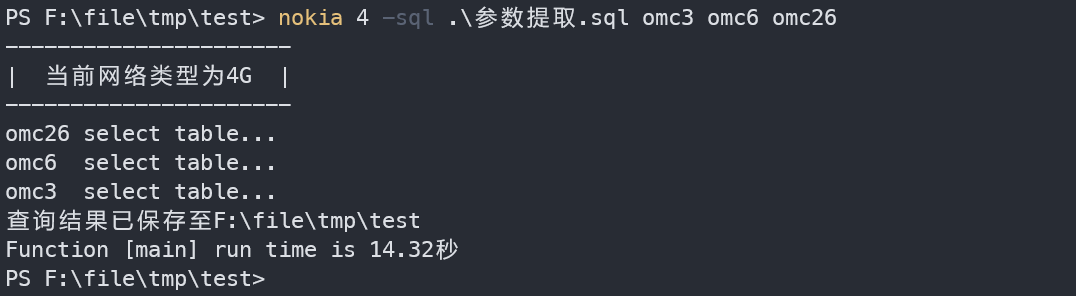 PS F:\file\tmp\test> nokia 4 -sql .\参数提取.sql omc3 omc6 omc26
----------------------
|  当前网络类型为4G  |
----------------------
omc26 select table...
omc6  select table...
omc3  select table...
查询结果已保存至F:\file\tmp\test
Function [main] run time is 14.32秒
PS F:\file\tmp\test>